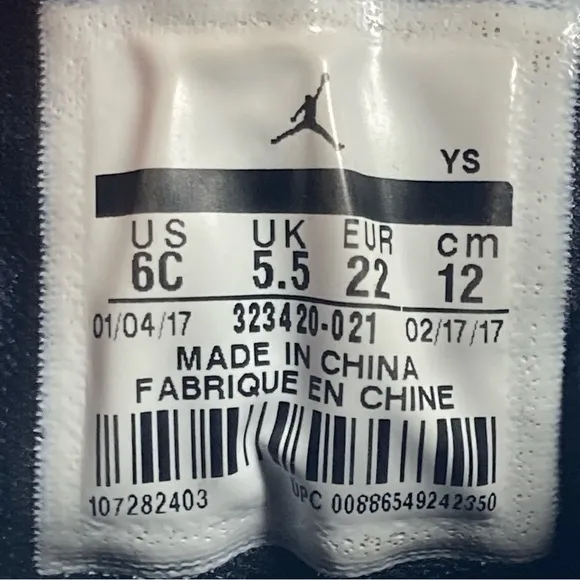 YS
US UK EUR cm
6C 5.5 22 12
01/04/17 323420-021 02/17/17
MADE IN CHINA
FABRIQUE EN CHINE
107282403 UPC 00886549242350